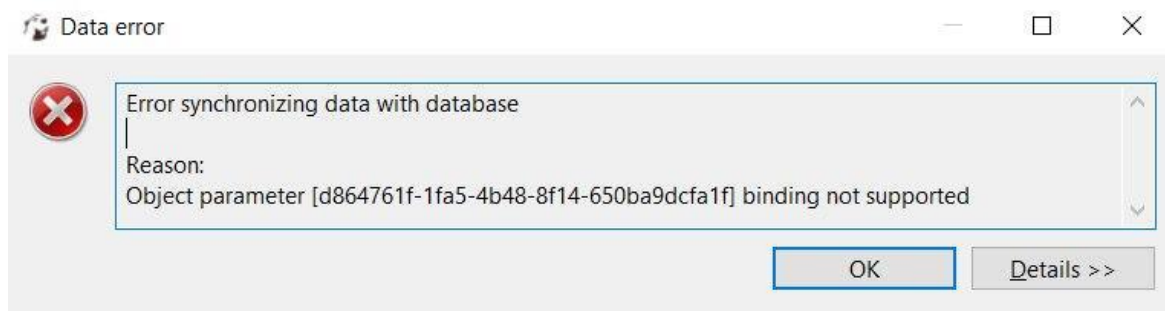 Data error
Error synchronizing data with database
Reason:
Object parameter [d864761f-1fa5-4b48-8f14-650ba9dcfa1f] binding not supported
OK
Details >>